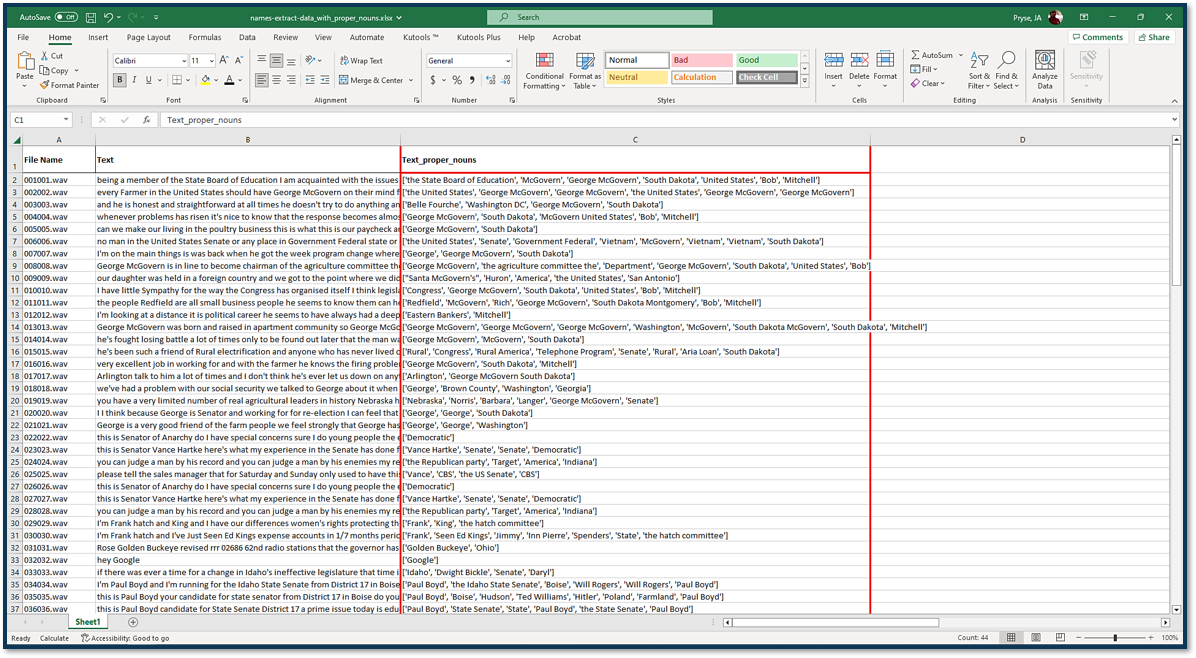 AutoSave Off names-extract-data_with_proper_nouns.xlsx Search Pryse, JA
File Home Insert Page Layout Formulas Data Review View Automate Kutools ™ Kutools Plus Help Acrobat Comments Share
Paste Cut Copy Format Painter Clipboard
Calibri 11 A A B I U A Font
Wrap Text Merge & Center Alignment
General $ % Number
Conditional Formatting Format as Table Normal Bad Good Neutral Calculation Check Cell Styles
Insert Delete Format Cells
AutoSum Fill Clear Sort & Filter Find & Select Editing
Analyze Data Analysis
Sensitivity Sensitivity
C1 fx Text_proper_nouns
A B C D
1 File Name Text Text_proper_nouns
2 001001.wav being a member of the State Board of Education I am acquainted with the issues ['the State Board of Education', 'McGovern', 'George McGovern', 'South Dakota', 'United States', 'Bob', 'Mitchell']
3 002002.wav every Farmer in the United States should have George McGovern on their mind f ['the United States', 'George McGovern', 'George McGovern', 'the United States', 'George McGovern', 'George McGovern']
4 003003.wav and he is honest and straightforward at all times he doesn't try to do anything an ['Belle Fourche', 'Washington DC', 'George McGovern', 'South Dakota']
5 004004.wav whenever problems has risen it's nice to know that the response becomes almos ['George McGovern', 'South Dakota', 'McGovern United States', 'Bob', 'Mitchell']
6 005005.wav can we make our living in the poultry business this is what this is our paycheck an ['George McGovern', 'South Dakota']
7 006006.wav no man in the United States Senate or any place in Government Federal state or ['the United States', 'Senate', 'Government Federal', 'Vietnam', 'McGovern', 'Vietnam', 'Vietnam', 'South Dakota']
8 007007.wav I'm on the main things is was back when he got the week program change where ['George', 'George McGovern', 'South Dakota']
9 008008.wav George McGovern is in line to become chairman of the agriculture committee the ['George McGovern', 'the agriculture committee the', 'Department', 'George McGovern', 'South Dakota', 'United States', 'Bob']
10 009009.wav our daughter was held in a foreign country and we got to the point where we did ["Santa McGovern's", 'Huron', 'America', 'the United States', 'San Antonio']
11 010010.wav I have little Sympathy for the way the Congress has organised itself I think legisla ['Congress', 'George McGovern', 'South Dakota', 'United States', 'Bob', 'Mitchell']
12 011011.wav the people Redfield are all small business people he seems to know them can he ['Redfield', 'McGovern', 'Rich', 'George McGovern', 'South Dakota Montgomery', 'Bob', 'Mitchell']
13 012012.wav I'm looking at a distance it is political career he seems to have always had a deep ['Eastern Bankers', 'Mitchell']
14 013013.wav George McGovern was born and raised in apartment community so George McGo ['George McGovern', 'George McGovern', 'George McGovern', 'Washington', 'McGovern', 'South Dakota McGovern', 'South Dakota', 'Mitchell']
15 014014.wav he's fought losing battle a lot of times only to be found out later that the man wa ['George McGovern', 'McGovern', 'South Dakota']
16 015015.wav he's been such a friend of Rural electrification and anyone who has never lived o ['Rural', 'Congress', 'Rural America', 'Telephone Program', 'Senate', 'Rural', 'Aria Loan', 'South Dakota']
17 016016.wav very excellent job in working for and with the farmer he knows the firing proble ['George McGovern', 'South Dakota', 'Mitchell']
18 017017.wav Arlington talk to him a lot of times and I don't think he's ever let us down on any ['Arlington', 'George McGovern South Dakota']
19 018018.wav we've had a problem with our social security we talked to George about it when ['George', 'Brown County', 'Washington', 'Georgia']
20 019019.wav you have a very limited number of real agricultural leaders in history Nebraska h ['Nebraska', 'Norris', 'Barbara', 'Langer', 'George McGovern', 'Senate']
21 020020.wav I I think because George is Senator and working for for re-election I can feel that ['George', 'George', 'South Dakota']
22 021021.wav George is a very good friend of the farm people we feel strongly that George has ['George', 'George', 'Washington']
23 022022.wav this is Senator of Anarchy do I have special concerns sure I do young people the e ['Democratic']
24 023023.wav this is Senator Vance Hartke here's what my experience in the Senate has done f ['Vance Hartke', 'Senate', 'Senate', 'Democratic']
25 024024.wav you can judge a man by his record and you can judge a man by his enemies my re ['the Republican party', 'Target', 'America', 'Indiana']
26 025025.wav please tell the sales manager that for Saturday and Sunday only used to have this ['Vance', 'CBS', 'the US Senate', 'CBS']
27 026026.wav this is Senator of Anarchy do I have special concerns sure I do young people the e ['Democratic']
28 027027.wav this is Senator Vance Hartke here's what my experience in the Senate has done f ['Vance Hartke', 'Senate', 'Senate', 'Democratic']
29 028028.wav you can judge a man by his record and you can judge a man by his enemies my re ['the Republican party', 'Target', 'America', 'Indiana']
30 029029.wav I'm Frank hatch and King and I have our differences women's rights protecting th ['Frank', 'King', 'the hatch committee']
31 030030.wav I'm Frank Hatch and I've Just Seen Ed Kings expense accounts in 1/7 months peric ['Frank', 'Seen Ed Kings', 'Jimmy', 'Inn Pierre', 'Spenders', 'State', 'the hatch committee']
32 031031.wav Rose Golden Buckeye revised rrr 02686 62nd radio stations that the governor has ['Golden Buckeye', 'Ohio']
33 032032.wav hey Google ['Google']
34 033033.wav if there was ever a time for a change in Idaho's ineffective legislature that time i ['Idaho', 'Dwight Bickle', 'Senate', 'Daryl']
35 034034.wav I'm Paul Boyd and I'm running for the Idaho State Senate from District 17 in Boise ['Paul Boyd', 'the Idaho State Senate', 'Boise', 'Will Rogers', 'Will Rogers', 'Paul Boyd']
36 035035.wav this is Paul Boyd your candidate for state senator from District 17 in Boise do you ['Paul Boyd', 'Boise', 'Hudson', 'Ted Williams', 'Hitler', 'Poland', 'Farmland', 'Paul Boyd']
37 036036.wav this is Paul Boyd candidate for State Senate District 17 a prime issue today is edu ['Paul Boyd', 'State Senate', 'State', 'Paul Boyd', 'the State Senate', 'Paul Boyd']
Sheet1
Ready Calculate Accessibility: Good to go Count: 44 100%